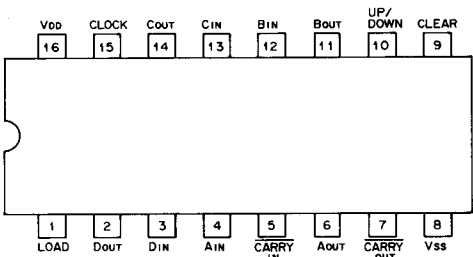 VDD CLOCK COUT CIN BIN BOUT UP/DOWN CLEAR
16 15 14 13 12 11 10 9
1 2 3 4 5 6 7 8
LOAD DOUT DIN AIN CARRY IN AOUT CARRY OUT VSS